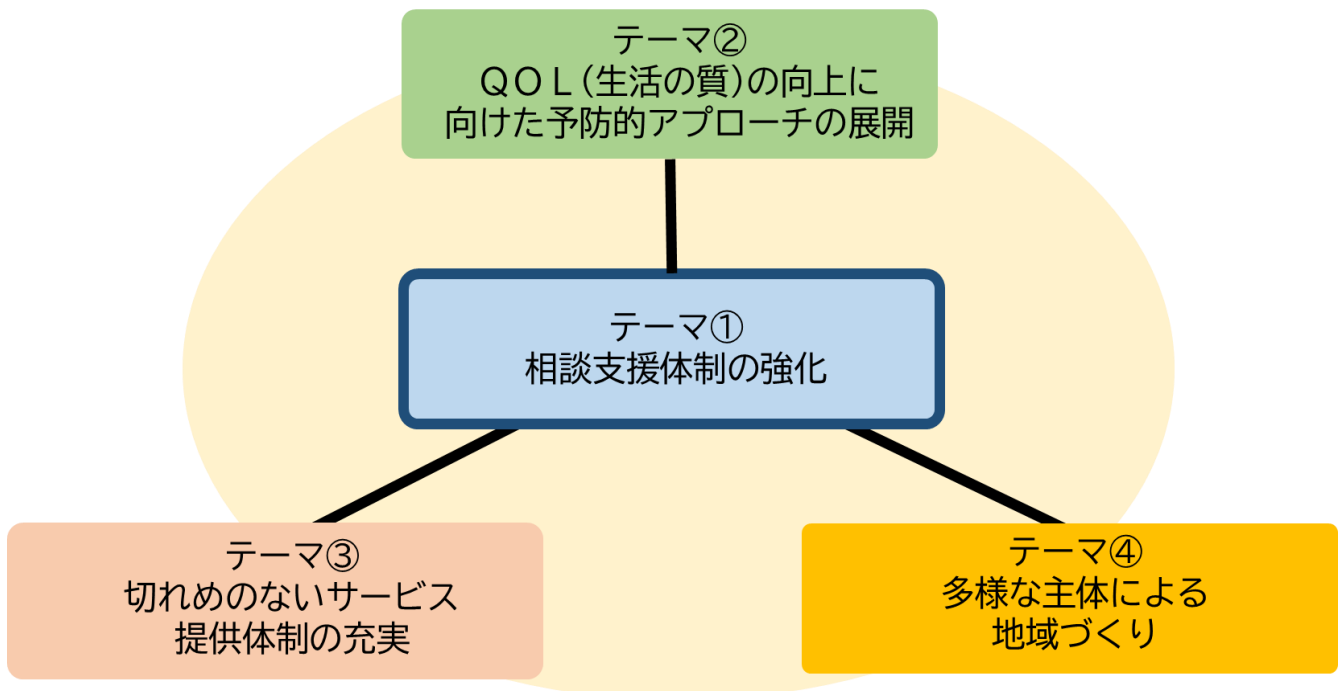 テーマ②
QOL(生活の質)の向上に
向けた予防的アプローチの展開
テーマ①
相談支援体制の強化
テーマ③
切れめのないサービス
提供体制の充実
テーマ④
多様な主体による
地域づくり